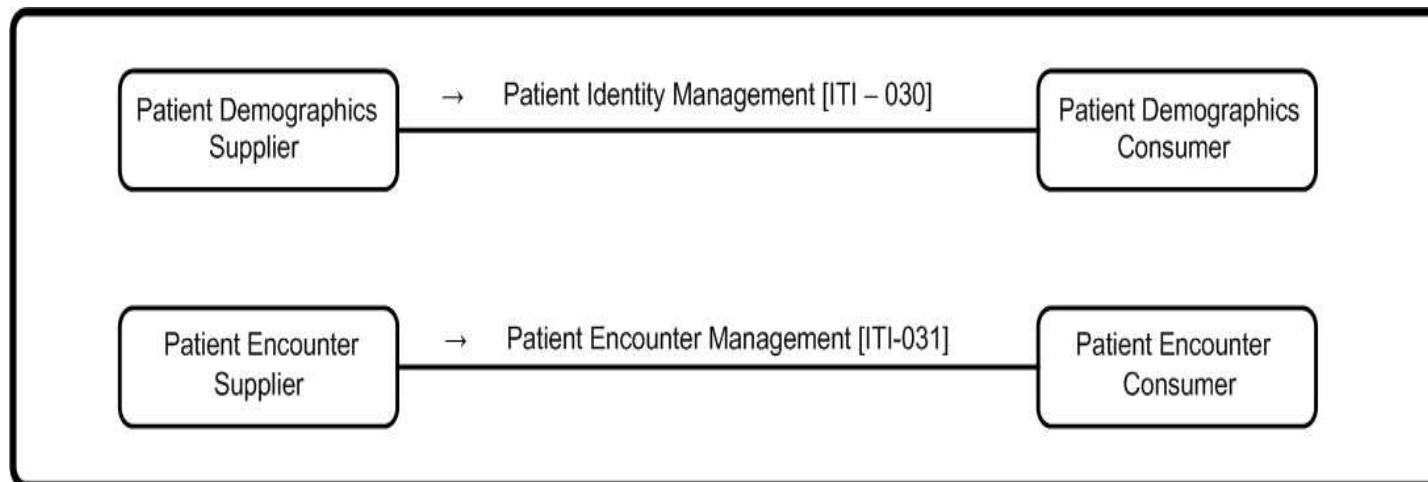 Patient Demographics
Supplier
→ Patient Identity Management [ITI – 030]
Patient Demographics
Consumer
Patient Encounter
Supplier
→ Patient Encounter Management [ITI-031]
Patient Encounter
Consumer